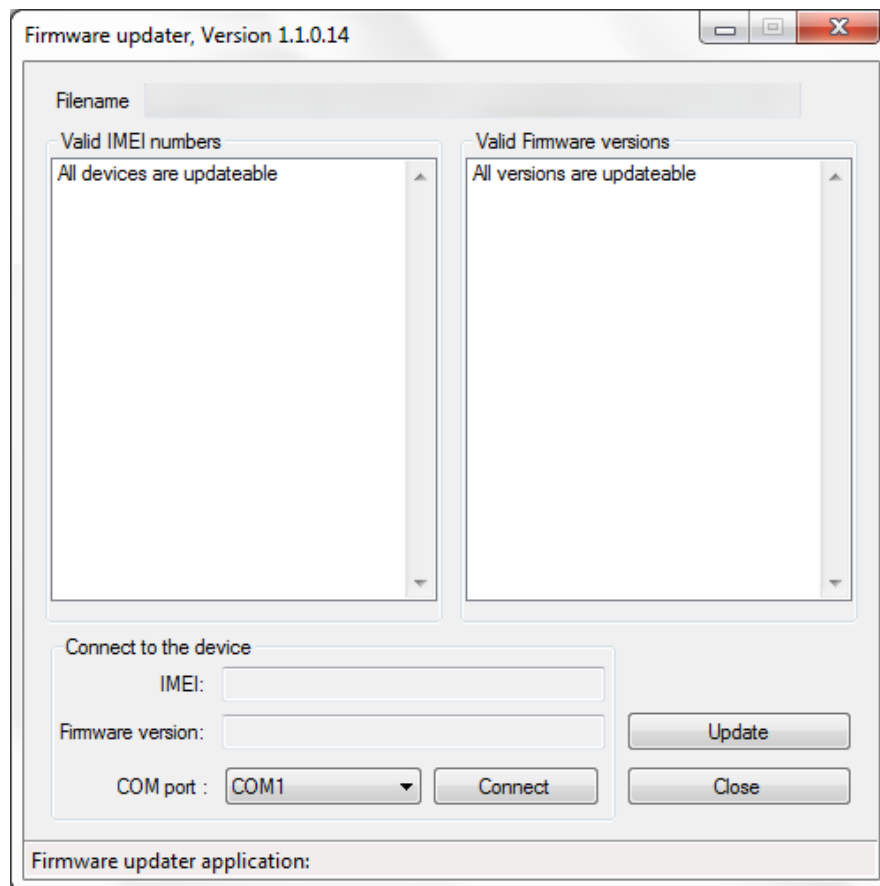 Firmware updater, Version 1.1.0.14
Filename
Valid IMEI numbers
All devices are updateable
Valid Firmware versions
All versions are updateable
Connect to the device
IMEI:
Firmware version:
Update
COM port :
COM1
Connect
Close
Firmware updater application: